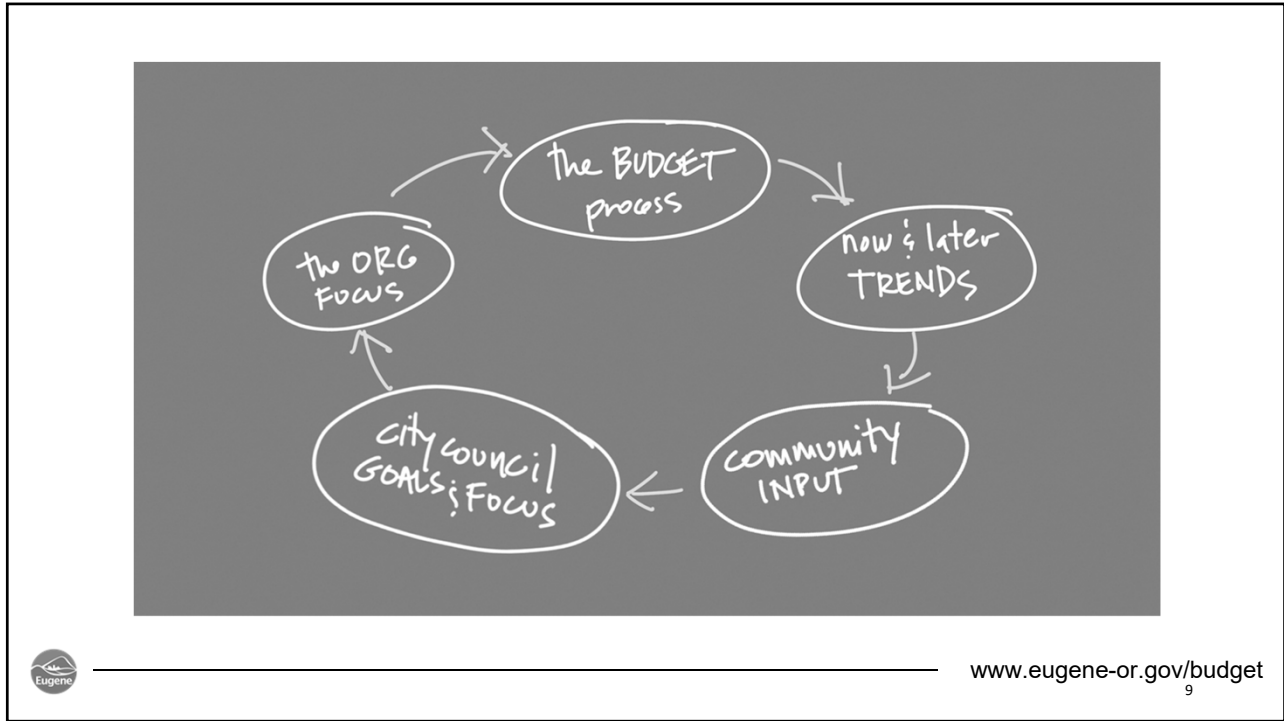 the BUDGET
process
now & later
TRENDS
community
INPUT
city council
GOALS & FOCUS
the ORG
FOCUS
Eugene
www.eugene-or.gov/budget
9